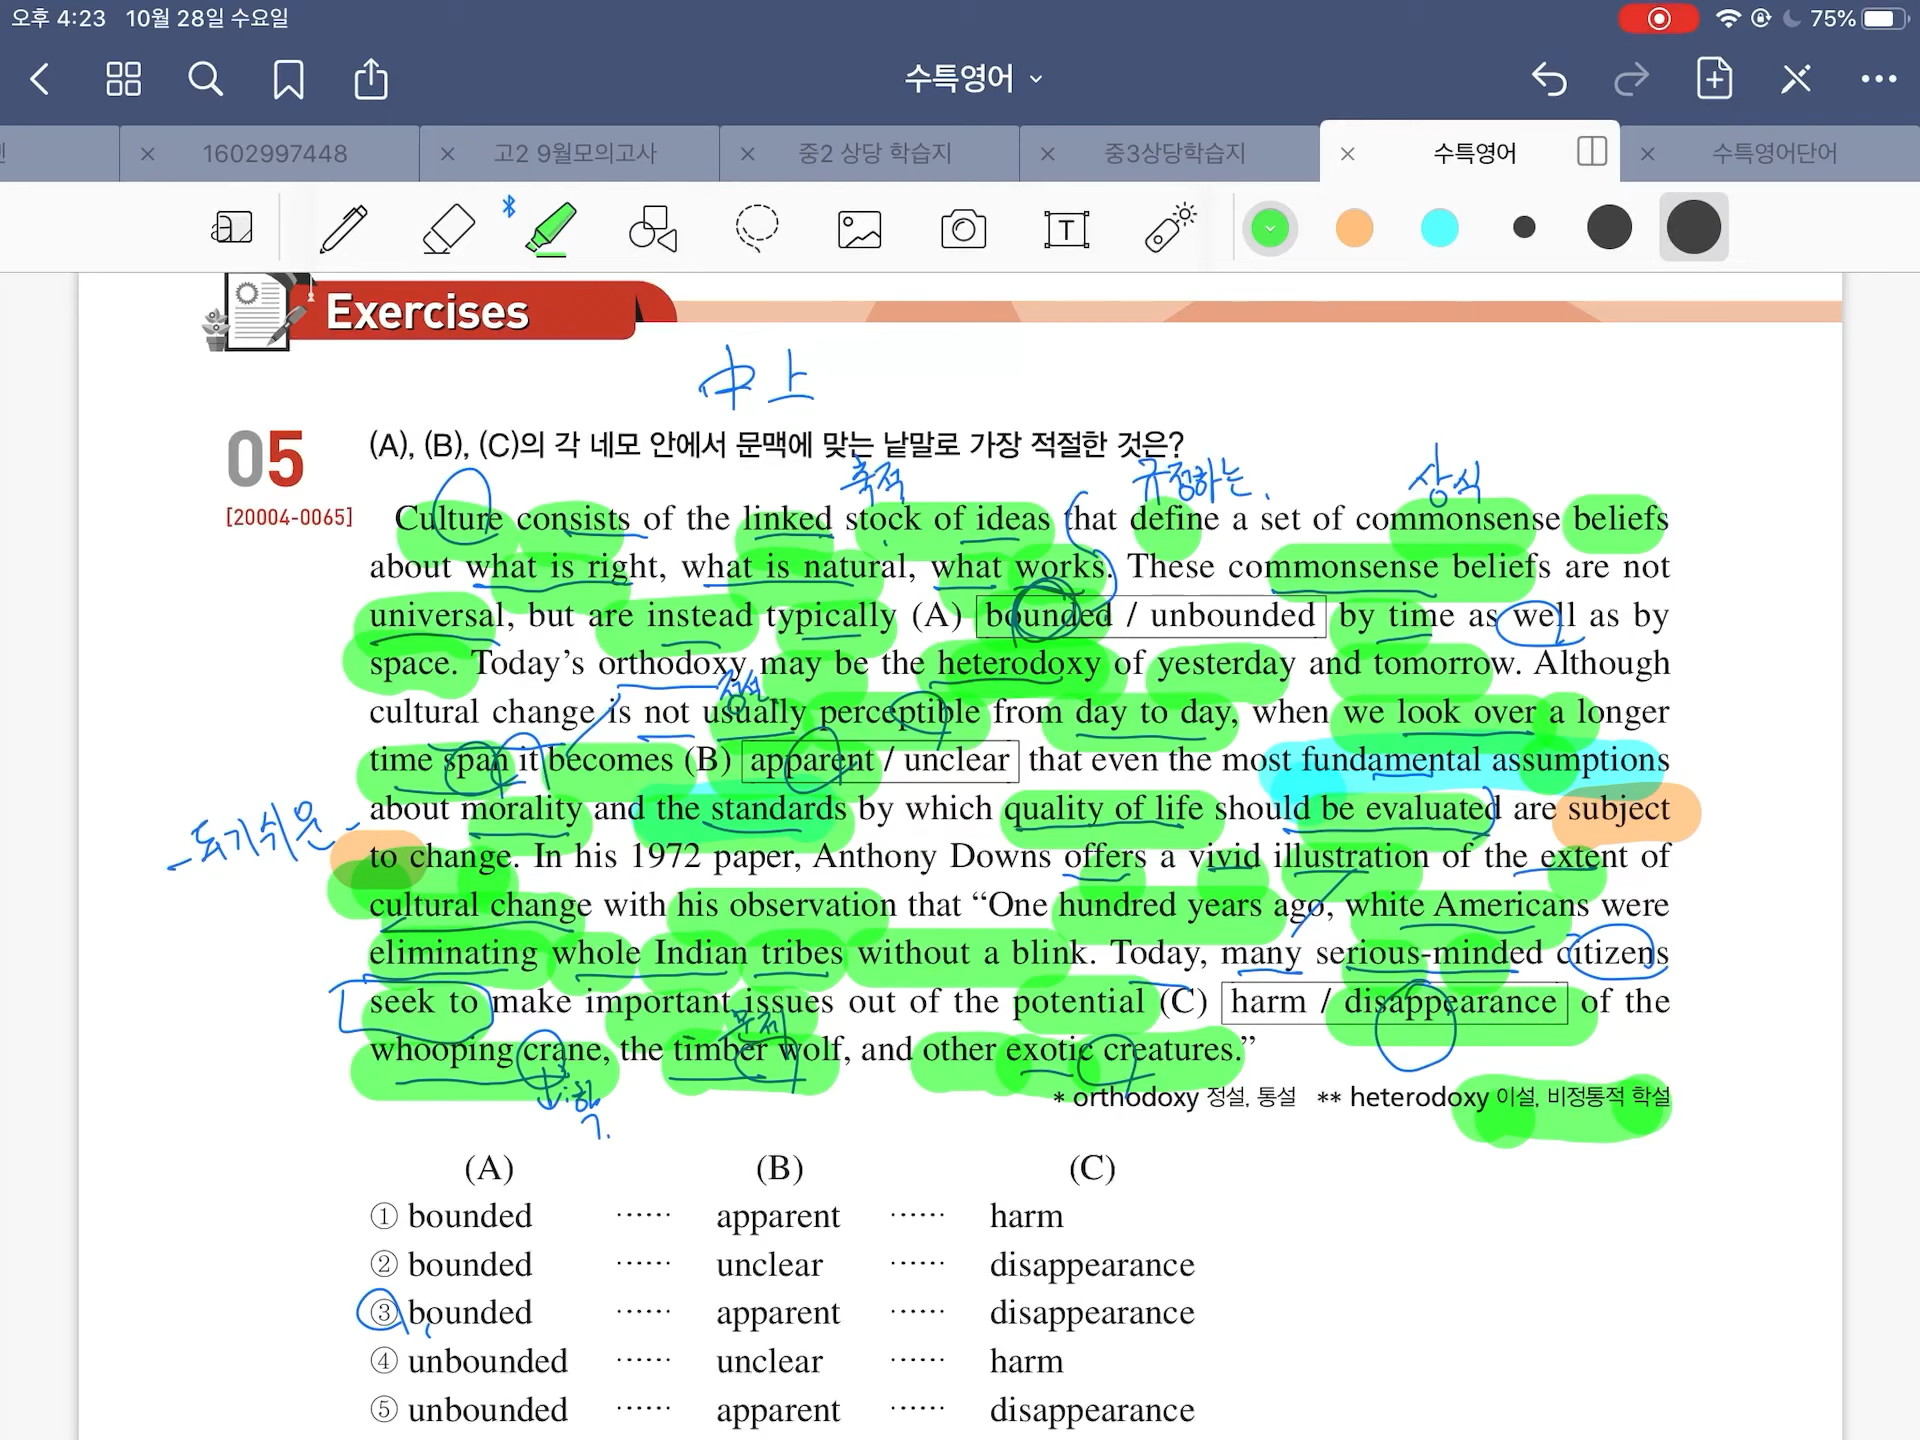 오후 4:23 10월 28일 수요일 75%
수특영어
1602997448 고2 9월모의고사 중2 상당 학습지 중3상당학습지 수특영어 수특영어단어
T
Exercises
中上
05 (A), (B), (C)의 각 네모 안에서 문맥에 맞는 낱말로 가장 적절한 것은?
축적 규정하는. 상식
[20004-0065]
Culture consists of the linked stock of ideas that define a set of commonsense beliefs
about what is right, what is natural, what works. These commonsense beliefs are not
universal, but are instead typically (A) bounded / unbounded by time as well as by
space. Today's orthodoxy may be the heterodoxy of yesterday and tomorrow. Although
정설
cultural change is not usually perceptible from day to day, when we look over a longer
time span it becomes (B) apparent / unclear that even the most fundamental assumptions
about morality and the standards by which quality of life should be evaluated are subject
되기쉬운
to change. In his 1972 paper, Anthony Downs offers a vivid illustration of the extent of
cultural change with his observation that “One hundred years ago, white Americans were
eliminating whole Indian tribes without a blink. Today, many serious-minded citizens
seek to make important issues out of the potential (C) harm / disappearance of the
whooping crane, the timber wolf, and other exotic creatures.”
* orthodoxy 정설, 통설 ** heterodoxy 이설, 비정통적 학설
(A) (B) (C)
① bounded …… apparent …… harm
② bounded …… unclear …… disappearance
③ bounded …… apparent …… disappearance
④ unbounded …… unclear …… harm
⑤ unbounded …… apparent …… disappearance